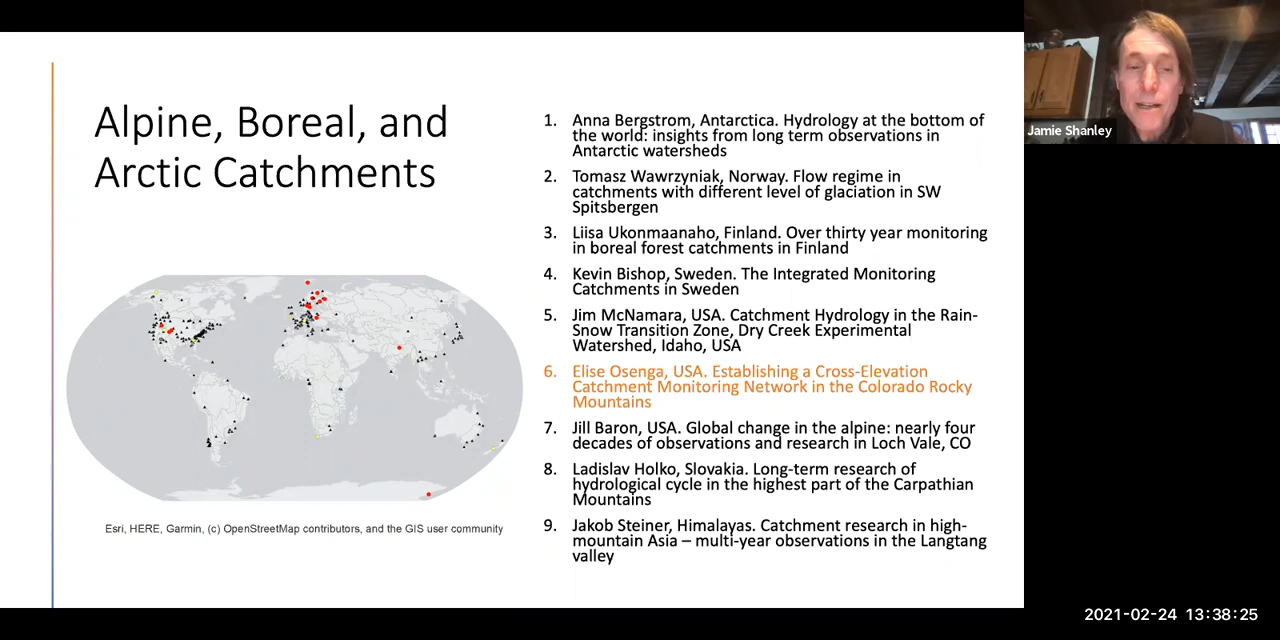 Alpine, Boreal, and
Arctic Catchments
Esri, HERE, Garmin, (c) OpenStreetMap contributors, and the GIS user community
1. Anna Bergstrom, Antarctica. Hydrology at the bottom of
the world: insights from long term observations in
Antarctic watersheds
2. Tomasz Wawrzyniak, Norway. Flow regime in
catchments with different level of glaciation in SW
Spitsbergen
3. Liisa Ukonmaanaho, Finland. Over thirty year monitoring
in boreal forest catchments in Finland
4. Kevin Bishop, Sweden. The Integrated Monitoring
Catchments in Sweden
5. Jim McNamara, USA. Catchment Hydrology in the Rain-
Snow Transition Zone, Dry Creek Experimental
Watershed, Idaho, USA
6. Elise Osenga, USA. Establishing a Cross-Elevation
Catchment Monitoring Network in the Colorado Rocky
Mountains
7. Jill Baron, USA. Global change in the alpine: nearly four
decades of observations and research in Loch Vale, CO
8. Ladislav Holko, Slovakia. Long-term research of
hydrological cycle in the highest part of the Carpathian
Mountains
9. Jakob Steiner, Himalayas. Catchment research in high-
mountain Asia – multi-year observations in the Langtang
valley
Jamie Shanley
2021-02-24 13:38:25